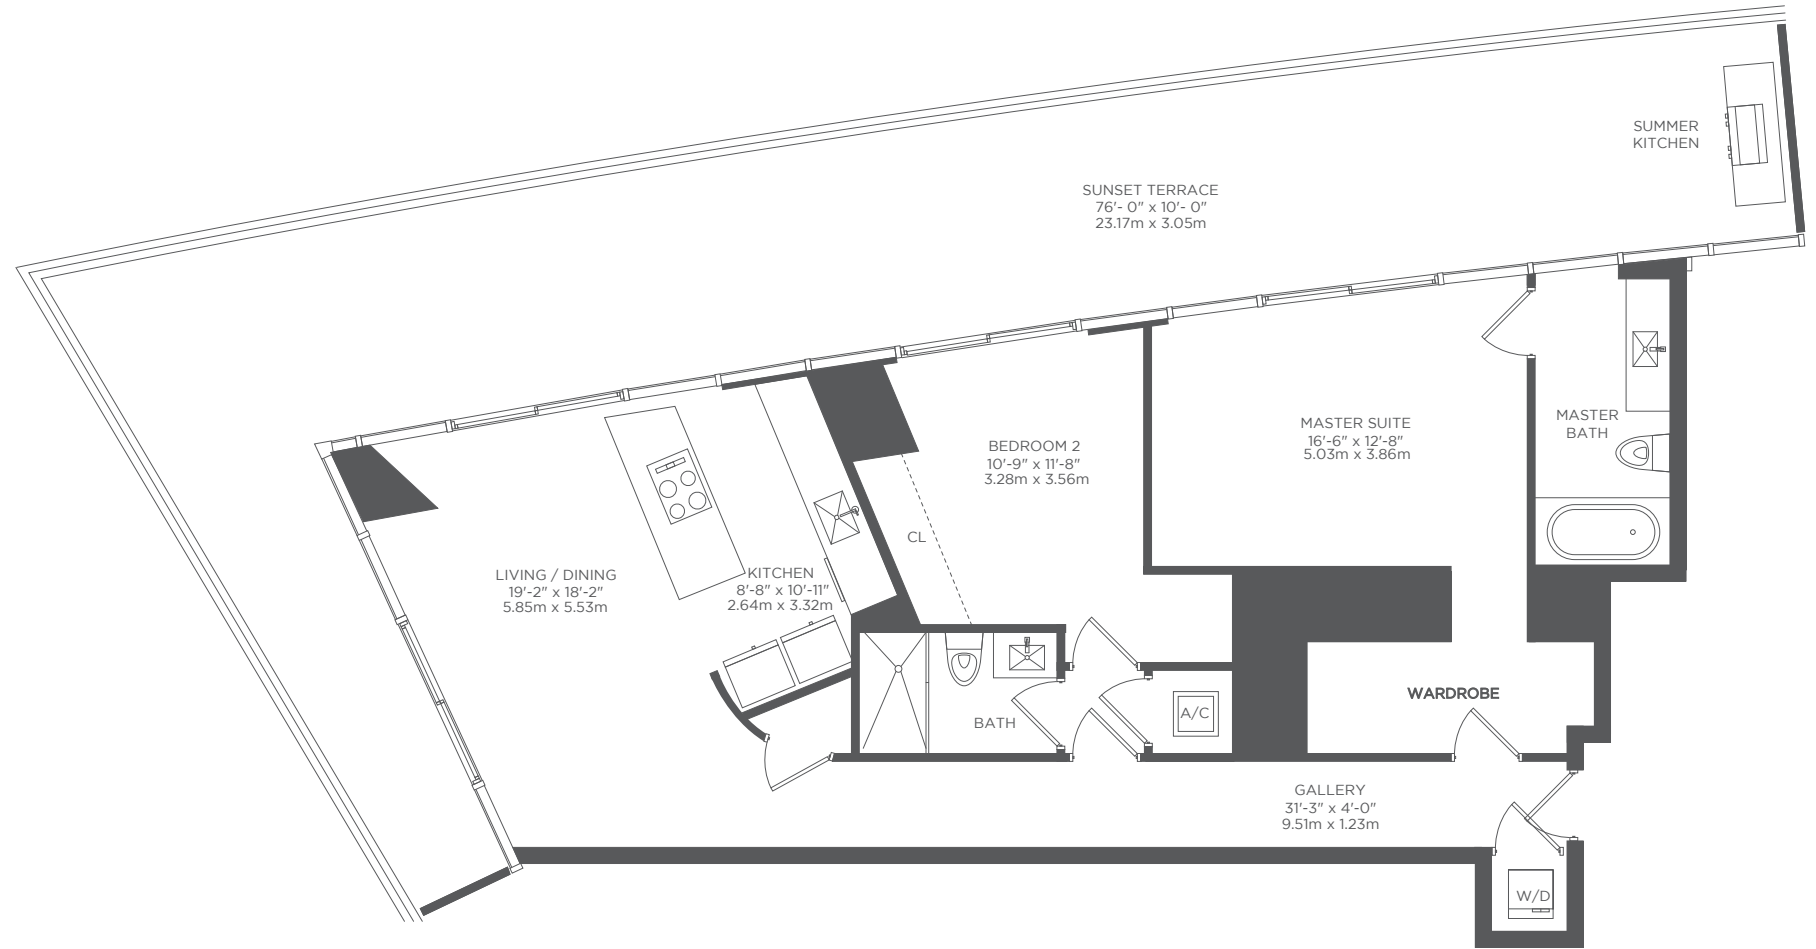 SUMMER
KITCHEN
SUNSET TERRACE
76'- 0" x 10'- 0"
23.17m x 3.05m
MASTER SUITE
16'-6" x 12'-8"
5.03m x 3.86m
MASTER
BATH
BEDROOM 2
10'-9" x 11'-8"
3.28m x 3.56m
CL
LIVING / DINING
19'-2" x 18'-2"
5.85m x 5.53m
KITCHEN
8'-8" x 10'-11"
2.64m x 3.32m
WARDROBE
A/C
BATH
GALLERY
31'-3" x 4'-0"
9.51m x 1.23m
W/D